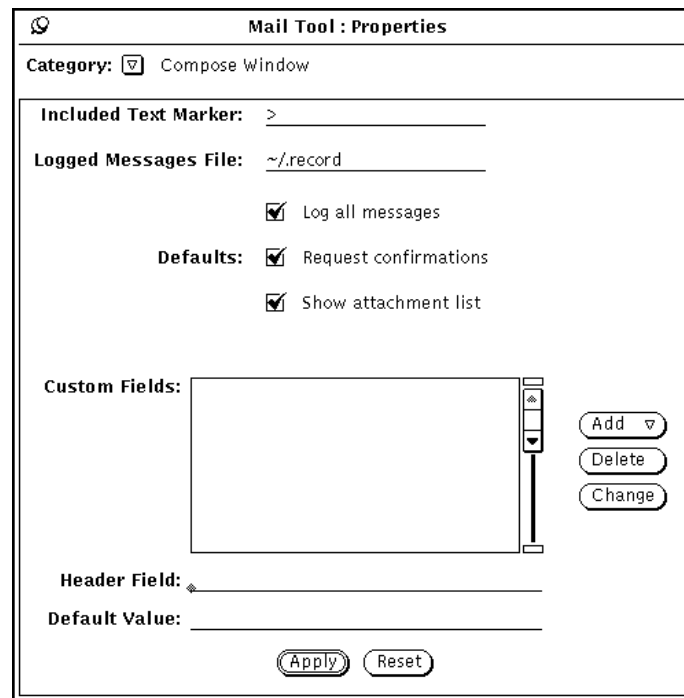 Mail Tool : Properties
Category: Compose Window
Included Text Marker: >
Logged Messages File: ~/.record
Log all messages
Defaults: Request confirmations
Show attachment list
Custom Fields:
Add
Delete
Change
Header Field:
Default Value:
Apply Reset